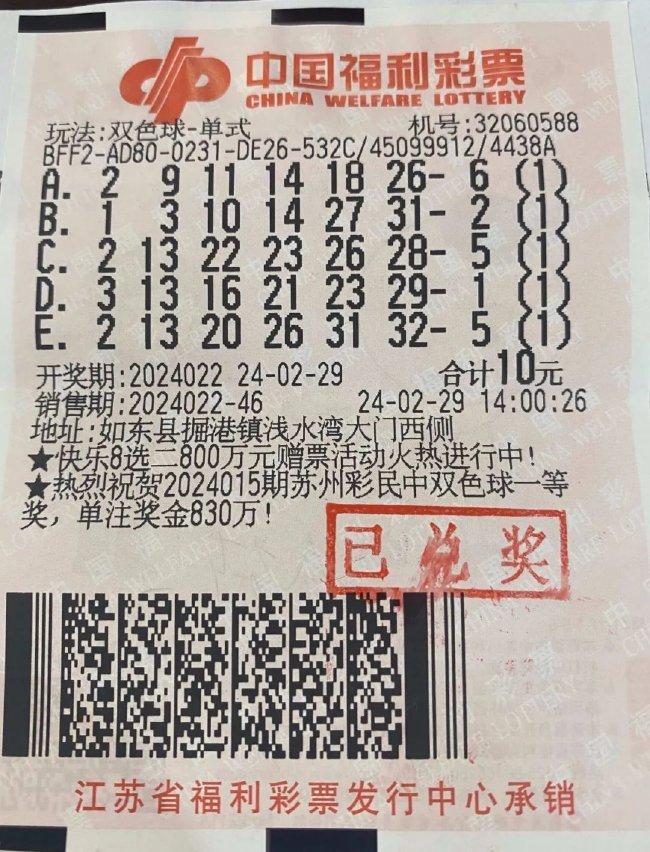 中国福利彩票
CHINA WELFARE LOTTERY
玩法:双色球-单式 机号:32060588
BFF2-AD80-0231-DE26-532C/45099912/4438A
A. 2 9 11 14 18 26- 6 (1)
B. 1 3 10 14 27 31- 2 (1)
C. 2 13 22 23 26 28- 5 (1)
D. 3 13 16 21 23 29- 1 (1)
E. 2 13 20 26 31 32- 5 (1)
开奖期:2024022 24-02-29 合计10元
销售期:2024022-46 24-02-29 14:00:26
地址:如东县掘港镇浅水湾大门西侧
★快乐8选二800万元赠票活动火热进行中!
★热烈祝贺2024015期苏州彩民中双色球一等
奖，单注奖金830万!
已兑奖
江苏省福利彩票发行中心承销